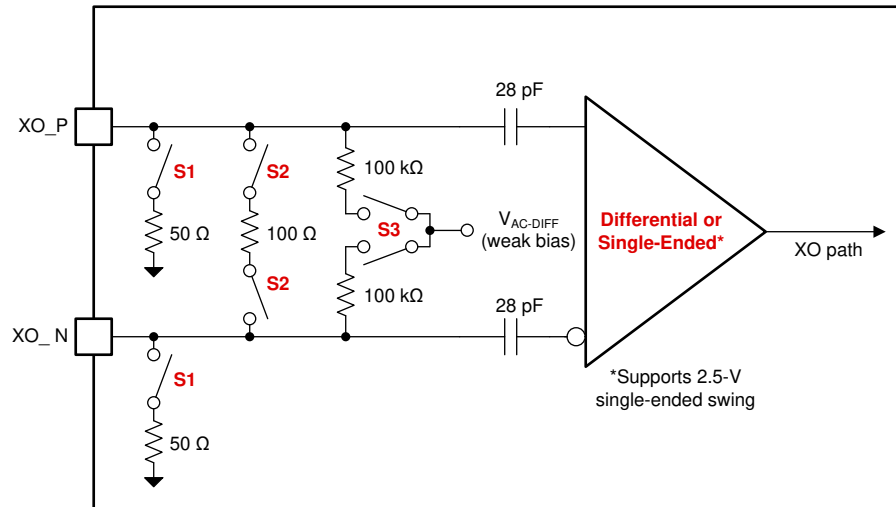 28 pF
XO_P
S1
S2
100 kΩ
50 Ω
100 Ω
S3
V_AC-DIFF
(weak bias)
Differential or
Single-Ended*
XO path
S2
100 kΩ
28 pF
XO_ N
S1
50 Ω
*Supports 2.5-V
single-ended swing